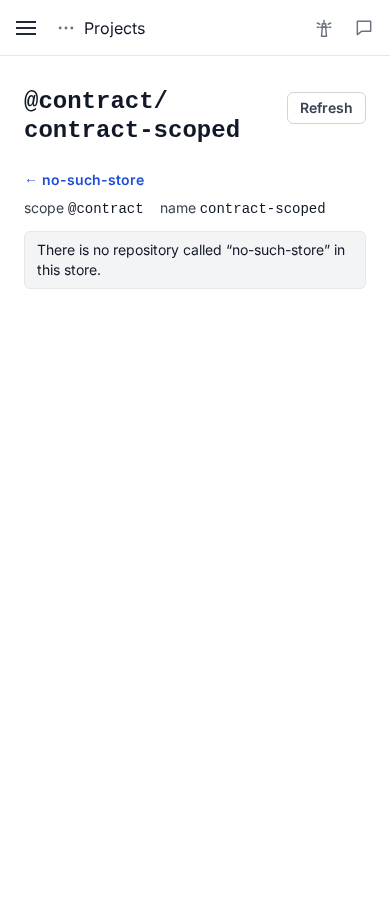 Projects
@contract/
contract-scoped
Refresh
← no-such-store
scope @contract name contract-scoped
There is no repository called “no-such-store” in
this store.